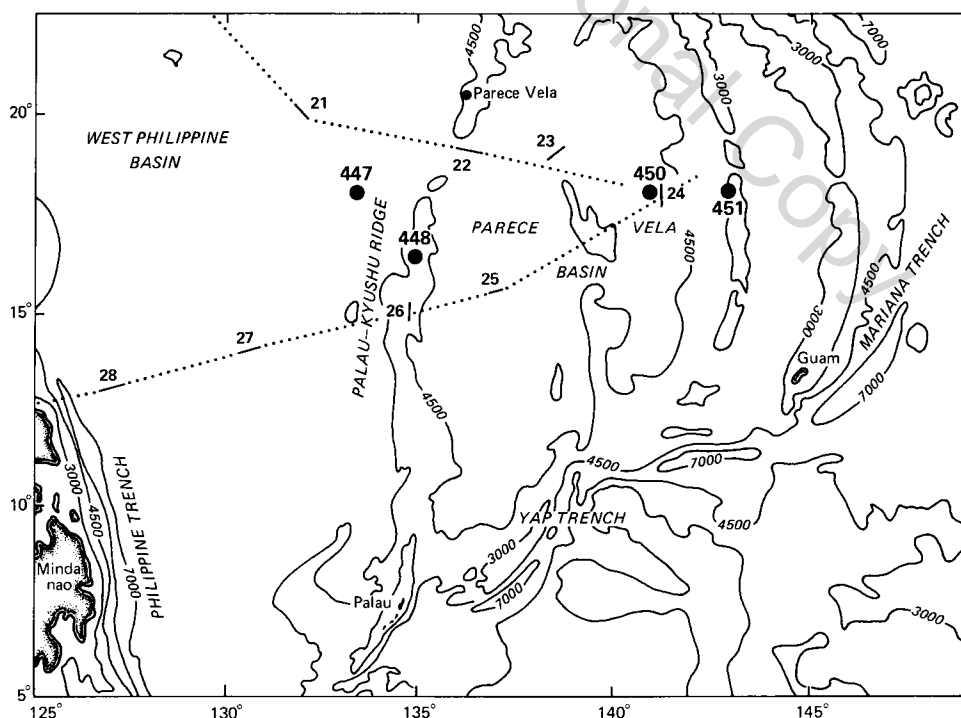 4500
3000
7000
Parece Vela
20°
21
WEST PHILIPPINE
BASIN
22
23
447
450
24
451
PALAU-KYUSHU RIDGE
448
PARECE
VELA
BASIN
4500
25
26
15°
27
28
4500
3000
4500
MARIANA TRENCH
Guam
7000
4500
7000
10°
3000
4500
7000
PHILIPPINE TRENCH
YAP TRENCH
4500
3000
7000
Minda
nao
Palau
3000
5°
125°
130°
135°
140°
145°
onal Copy